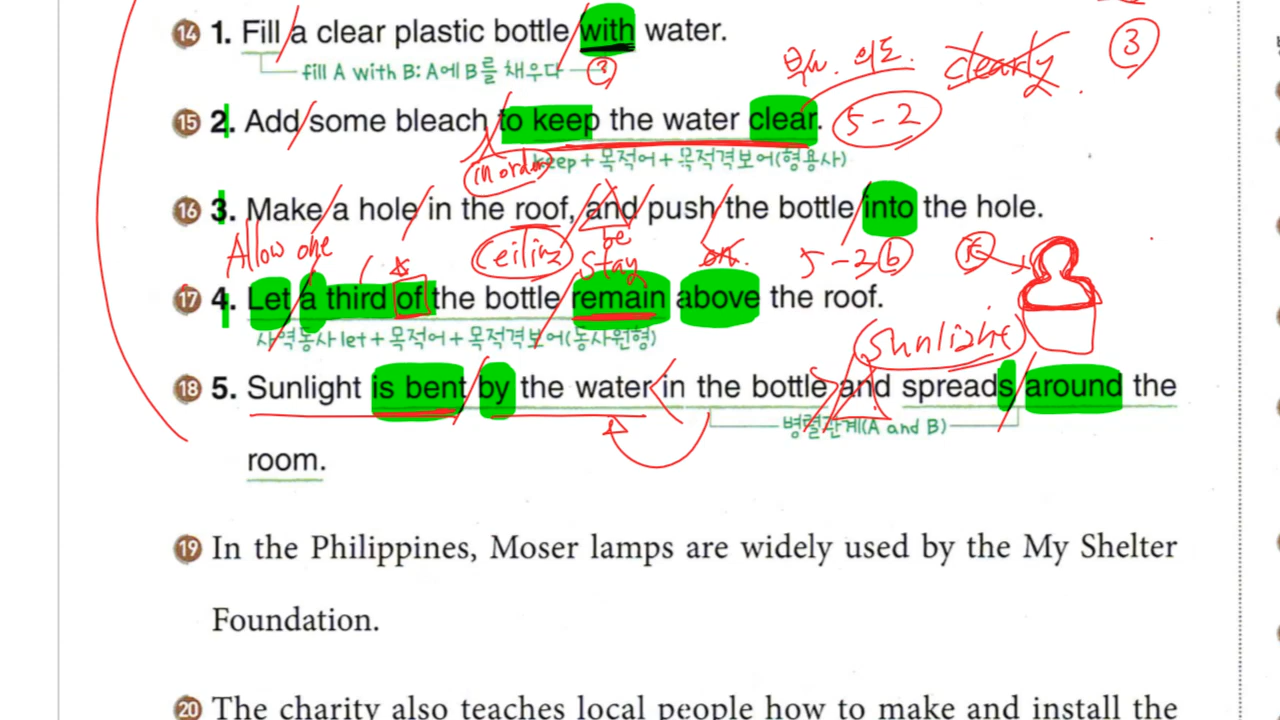 14 1. Fill a clear plastic bottle with water.
fill A with B: A에 B를 채우다
3
3
부사. 의도.
clearly
15 2. Add some bleach to keep the water clear.
5-2
in order
keep + 목적어 + 목적격보어(형용사)
16 3. Make a hole in the roof, and push the bottle into the hole.
Allow one
ceiling
be
stay
on.
5-3 6
17 4. Let a third of the bottle remain above the roof.
사역동사 let + 목적어 + 목적격보어(동사원형)
18 5. Sunlight is bent by the water in the bottle and spreads around the
병렬관계(A and B)
room.
19 In the Philippines, Moser lamps are widely used by the My Shelter
Foundation.
20 The charity also teaches local people how to make and install the